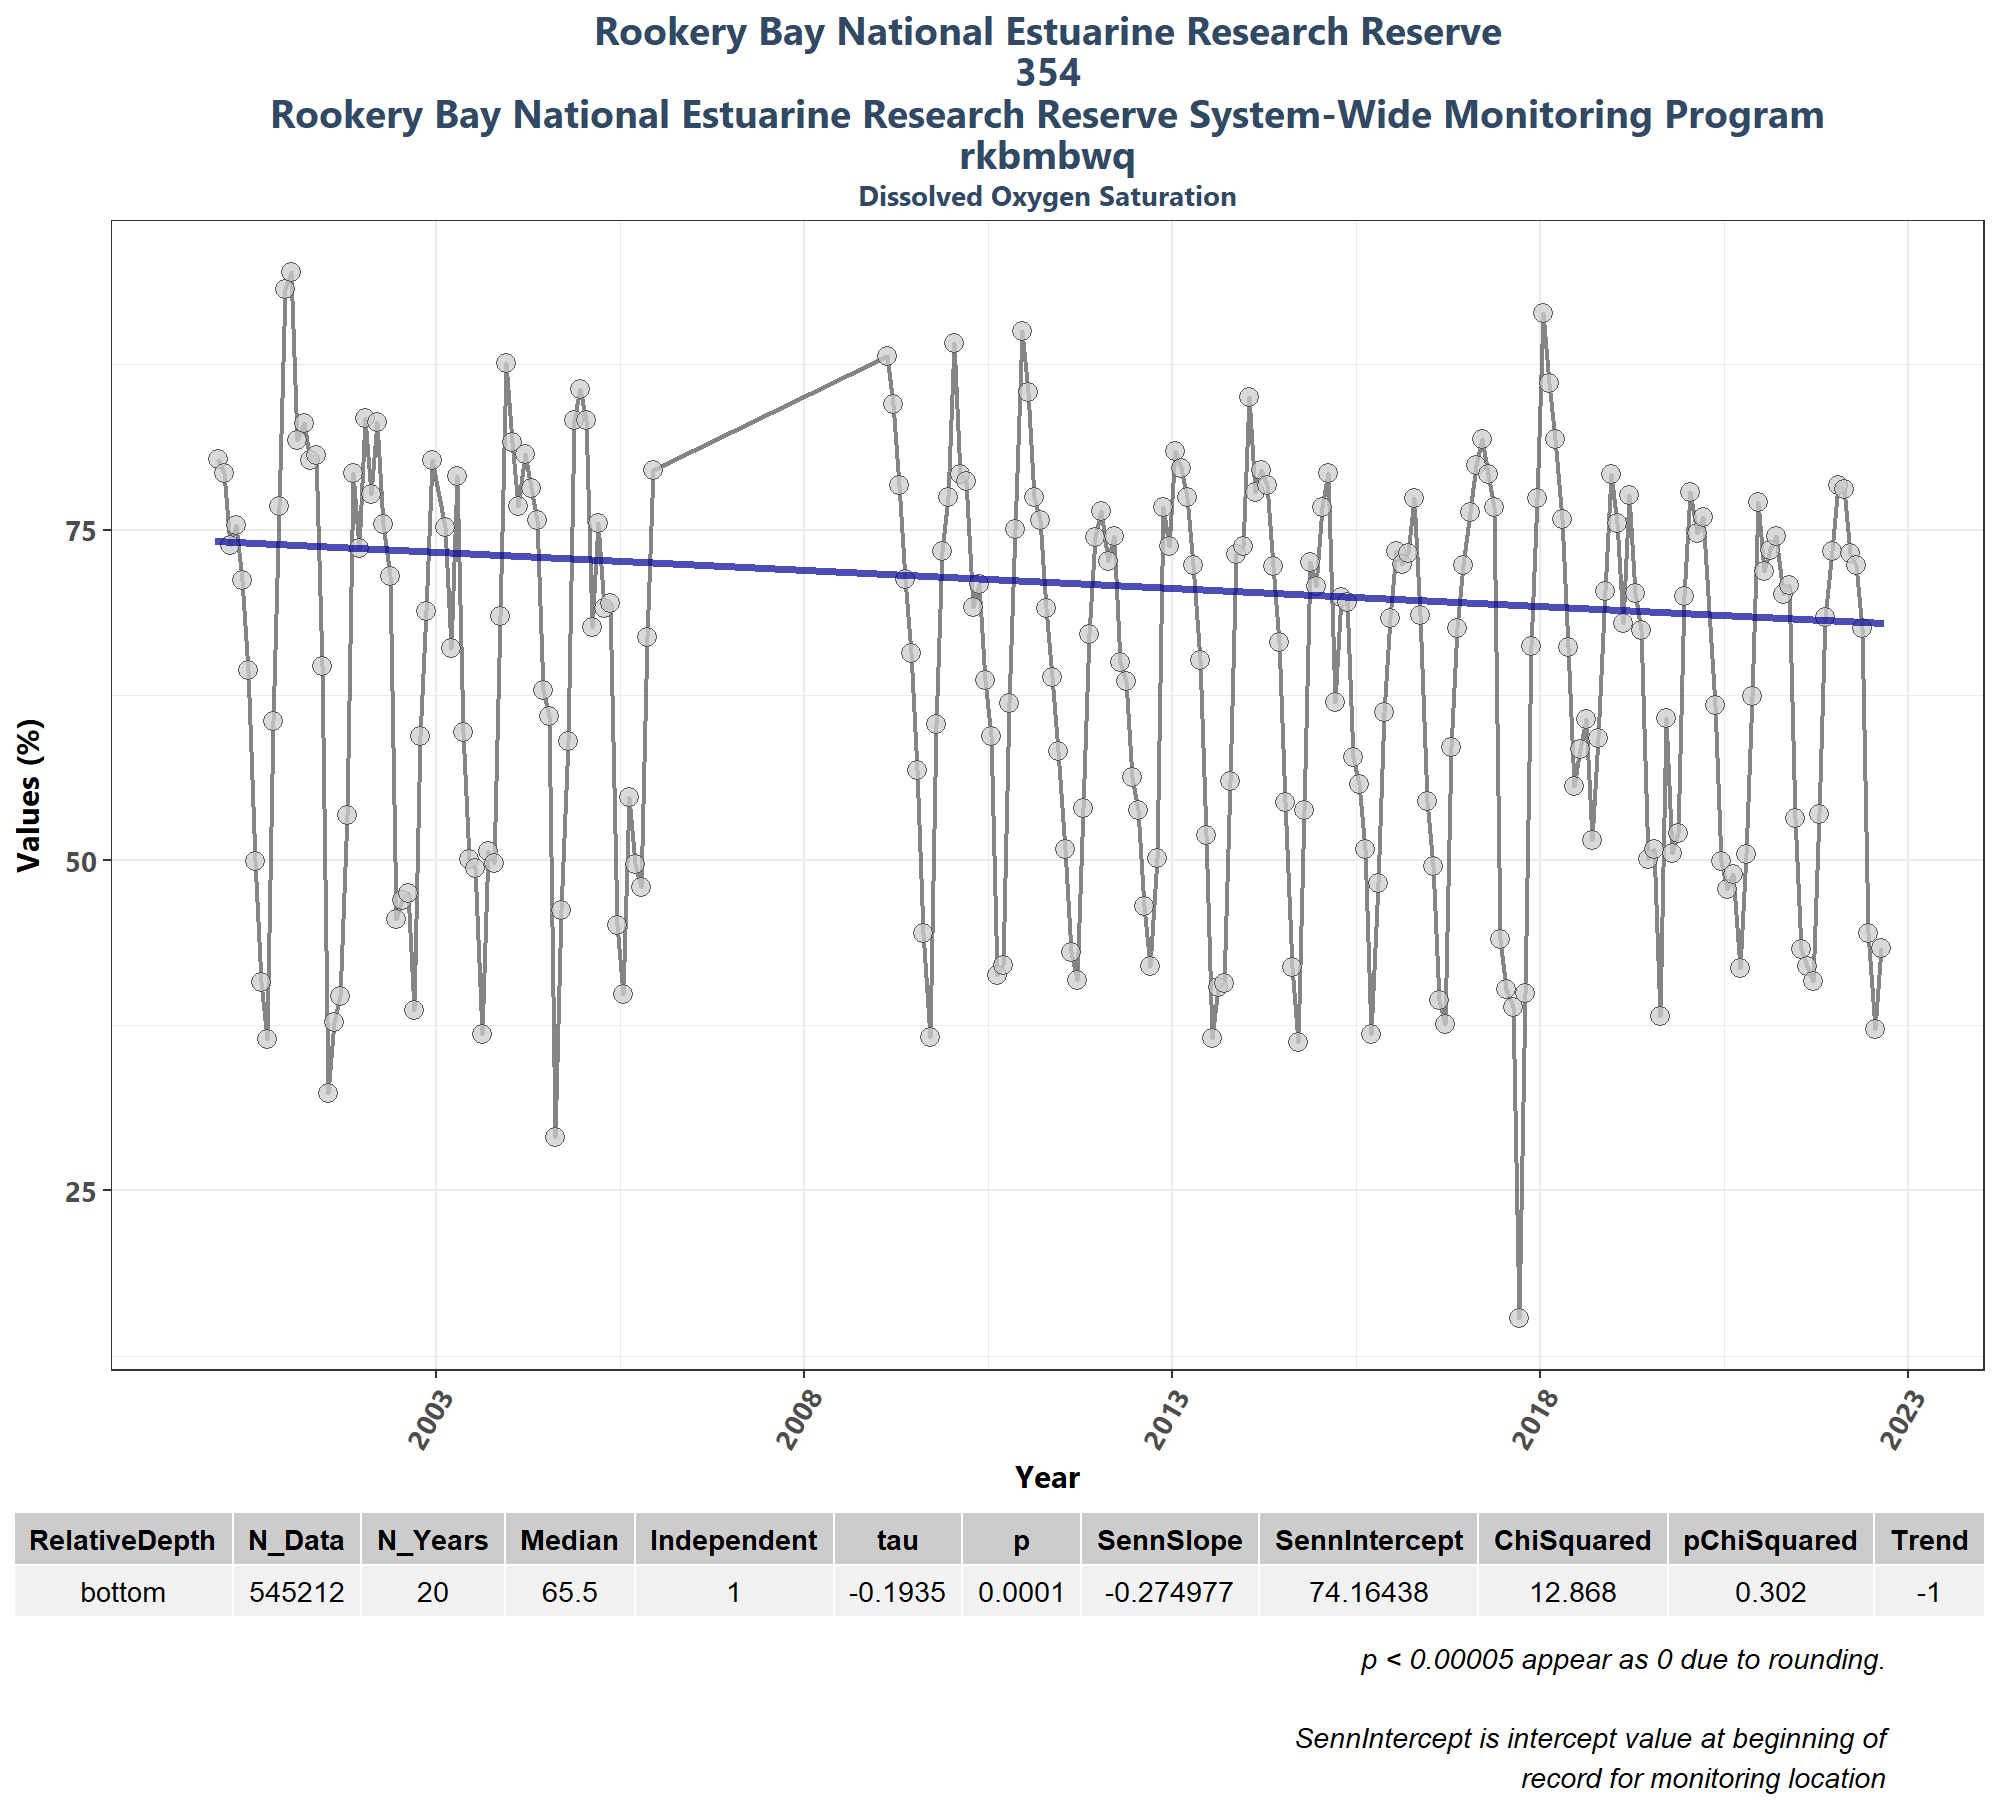 Rookery Bay National Estuarine Research Reserve
354
Rookery Bay National Estuarine Research Reserve System-Wide Monitoring Program
rkbmbwq
Dissolved Oxygen Saturation
Values (%)
75
50
25
2003 2008 2013 2018 2023
Year
RelativeDepth N_Data N_Years Median Independent tau p SennSlope SennIntercept ChiSquared pChiSquared Trend
bottom 545212 20 65.5 1 -0.1935 0.0001 -0.274977 74.16438 12.868 0.302 -1
p < 0.00005 appear as 0 due to rounding.
SennIntercept is intercept value at beginning of
record for monitoring location